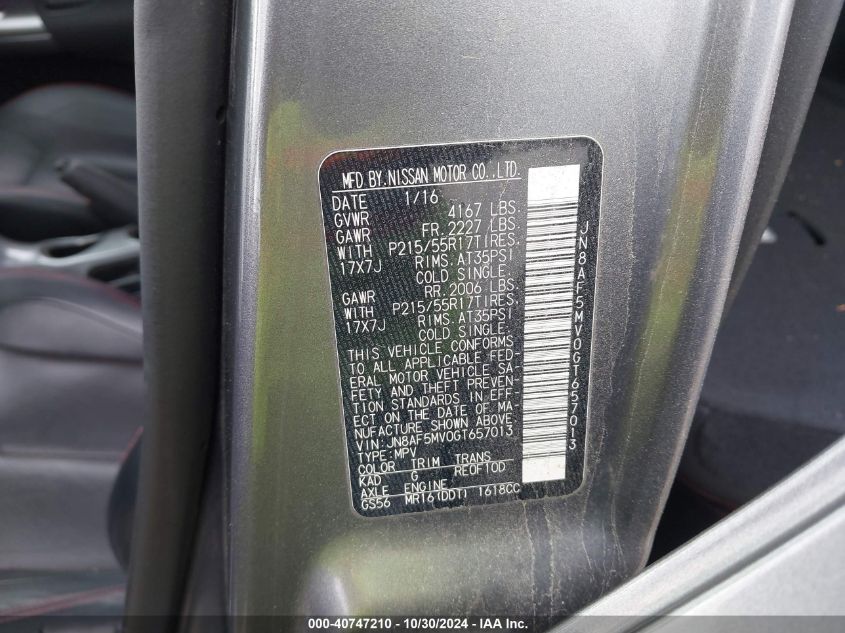 MFD BY.NISSAN MOTOR CO.,LTD.
DATE 1/16
GVWR 4167 LBS.
GAWR FR.2227 LBS.
WITH P215/55R17TIRES.
17X7J RIMS.AT35PSI
COLD SINGLE.
GAWR RR.2006 LBS.
WITH P215/55R17TIRES.
17X7J RIMS.AT35PSI
COLD SINGLE.
THIS VEHICLE CONFORMS
TO ALL APPLICABLE FED-
ERAL MOTOR VEHICLE SA-
FETY AND THEFT PREVEN-
TION STANDARDS IN EFF-
ECT ON THE DATE OF MA-
NUFACTURE SHOWN ABOVE.
VIN:JN8AF5MV0GT657013
TYPE:MPV
COLOR TRIM TRANS
KAD G RE0F10D
AXLE ENGINE
GS56 MR16(DDT) 1618CC
JN8AF5MV0GT657013
000-40747210 - 10/30/2024 - IAA Inc.